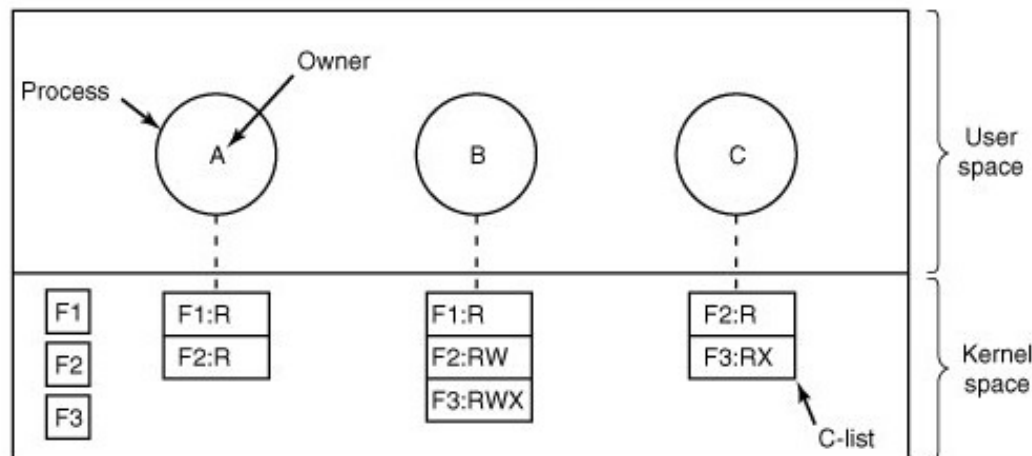 Owner
Process
A
B
C
User
space
F1
F2
F3
F1:R
F2:R
F1:R
F2:RW
F3:RWX
F2:R
F3:RX
C-list
Kernel
space